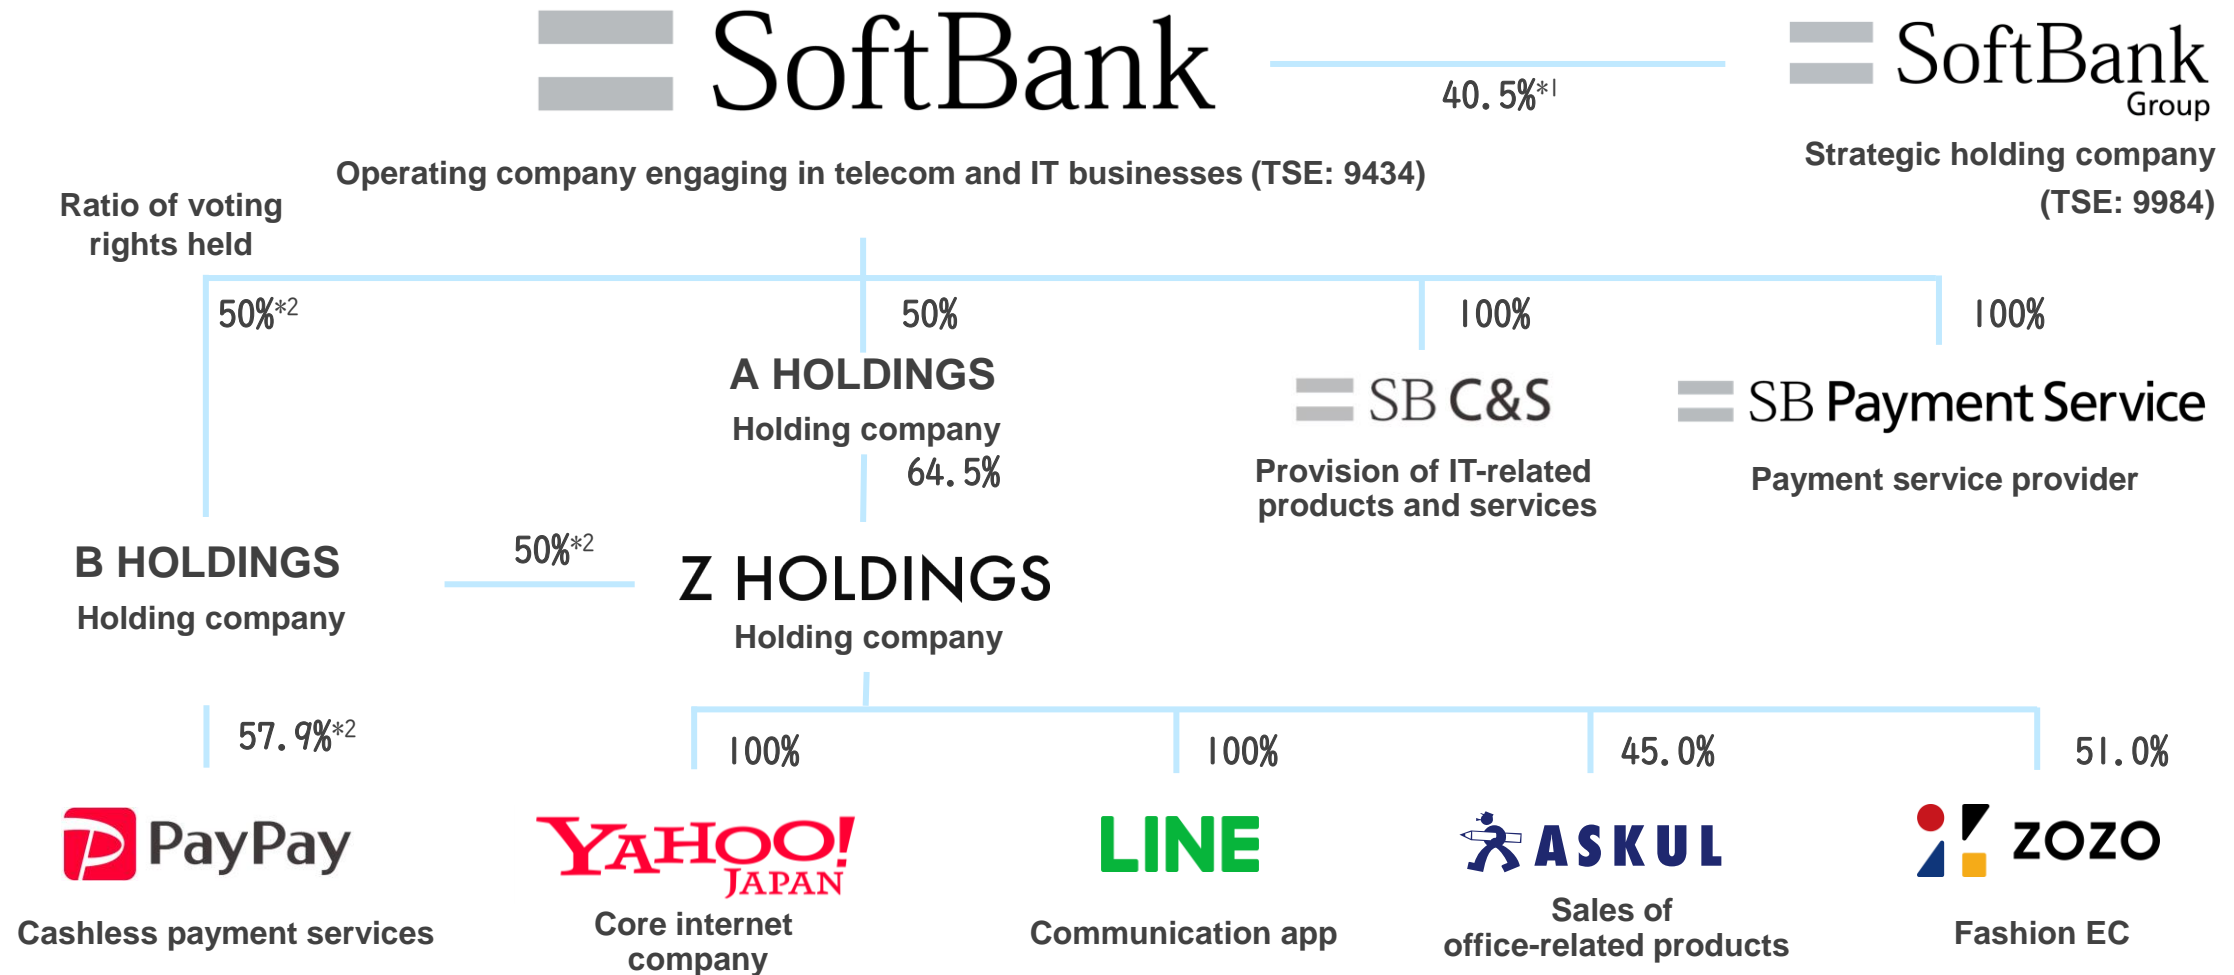 SoftBank
40.5%*1
SoftBank
Group
Operating company engaging in telecom and IT businesses (TSE: 9434)
Strategic holding company
(TSE: 9984)
Ratio of voting
rights held
50%*2
50%
100%
100%
A HOLDINGS
Holding company
64.5%
SB C&S
Provision of IT-related
products and services
SB Payment Service
Payment service provider
B HOLDINGS
Holding company
50%*2
Z HOLDINGS
Holding company
57.9%*2
100%
100%
45.0%
51.0%
PayPay
Cashless payment services
YAHOO!
JAPAN
Core internet
company
LINE
Communication app
ASKUL
Sales of
office-related products
ZOZO
Fashion EC